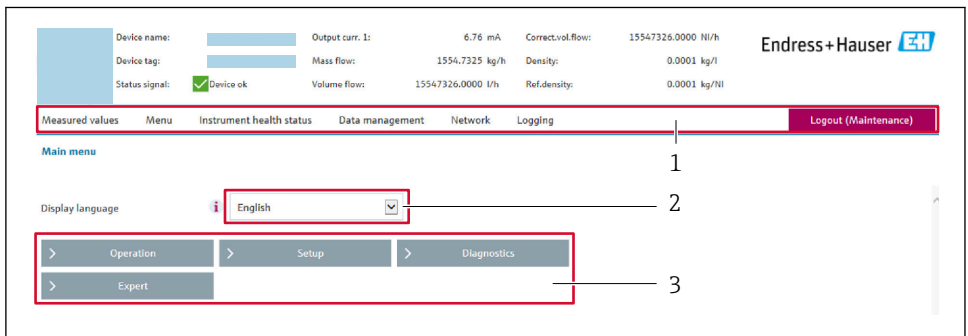 Device name: Output curr. 1: 6.76 mA Correct.vol.flow: 15547326.0000 Nl/h
Endress+Hauser EH
Device tag: Mass flow: 1554.7325 kg/h Density: 0.0001 kg/l
Status signal: Device ok Volume flow: 15547326.0000 l/h Ref.density: 0.0001 kg/Nl
Measured values Menu Instrument health status Data management Network Logging Logout (Maintenance)
1
Main menu
Display language i English 2
> Operation > Setup > Diagnostics
> Expert 3